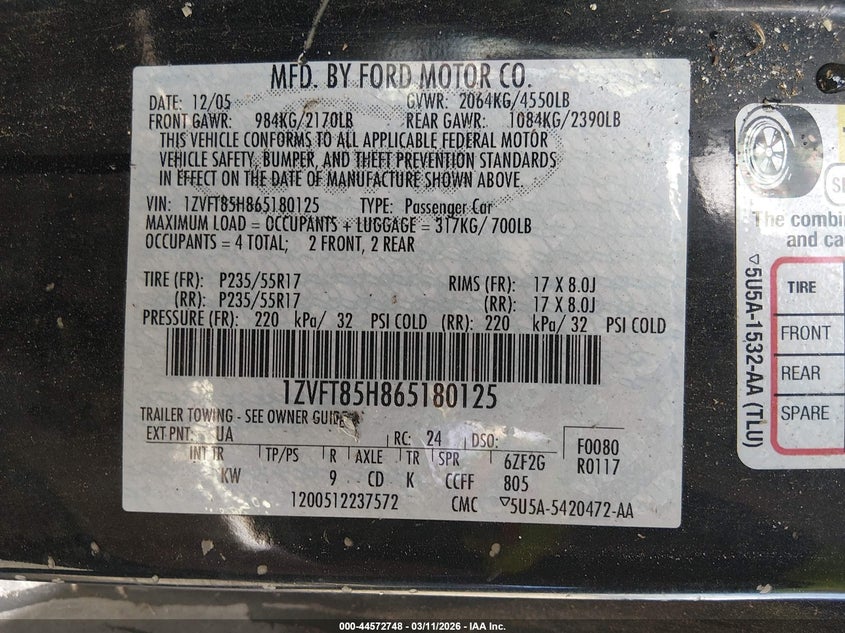 MFD. BY FORD MOTOR CO.
DATE: 12/05 GVWR: 2064KG/4550LB
FRONT GAWR: 984KG/2170LB REAR GAWR: 1084KG/2390LB
THIS VEHICLE CONFORMS TO ALL APPLICABLE FEDERAL MOTOR
VEHICLE SAFETY, BUMPER, AND THEFT PREVENTION STANDARDS
IN EFFECT ON THE DATE OF MANUFACTURE SHOWN ABOVE.
VIN: 1ZVFT85H865180125 TYPE: Passenger Car
MAXIMUM LOAD = OCCUPANTS + LUGGAGE = 317KG/ 700LB
OCCUPANTS = 4 TOTAL; 2 FRONT, 2 REAR
TIRE (FR): P235/55R17 RIMS (FR): 17 X 8.0J
(RR): P235/55R17 (RR): 17 X 8.0J
PRESSURE (FR): 220 kPa/ 32 PSI COLD (RR): 220 kPa/ 32 PSI COLD
1ZVFT85H865180125
TRAILER TOWING - SEE OWNER GUIDE
EXT PNT: UA RC: 24 DSO: F0080
INT TR TP/PS R AXLE TR SPR 6ZF2G R0117
KW 9 CD K CCFF 805
1200512237572 CMC ▽5U5A-5420472-AA
The combin
and ca
▽5U5A-1532-AA (TLU)
TIRE
FRONT
REAR
SPARE
000-44572748 - 03/11/2026 - IAA Inc.